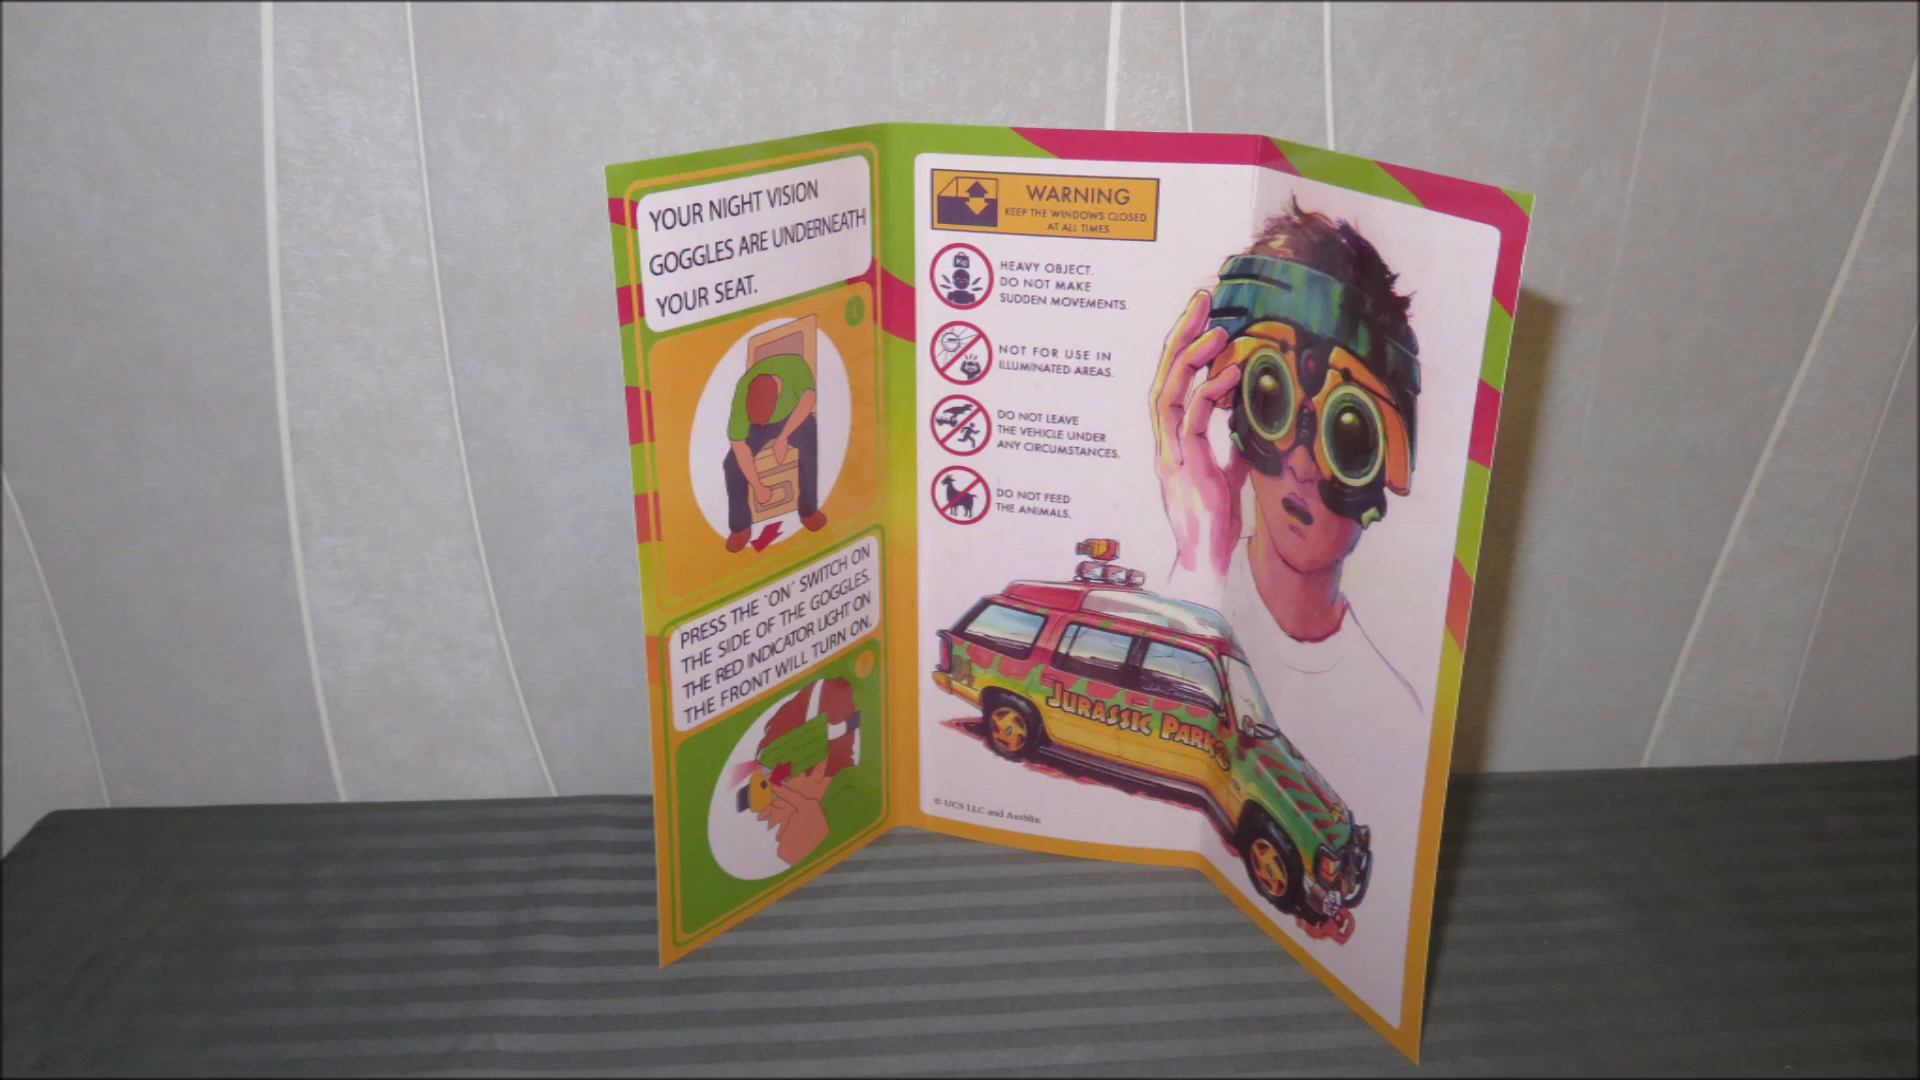 YOUR NIGHT VISION
GOGGLES ARE UNDERNEATH
YOUR SEAT.
1
PRESS THE 'ON' SWITCH ON
THE SIDE OF THE GOGGLES.
THE RED INDICATOR LIGHT ON
THE FRONT WILL TURN ON.
WARNING
KEEP THE WINDOWS CLOSED
AT ALL TIMES
KG
HEAVY OBJECT.
DO NOT MAKE
SUDDEN MOVEMENTS.
NOT FOR USE IN
ILLUMINATED AREAS.
DO NOT LEAVE
THE VEHICLE UNDER
ANY CIRCUMSTANCES.
DO NOT FEED
THE ANIMALS.
JURASSIC PARK
© UCS LLC and Amblin